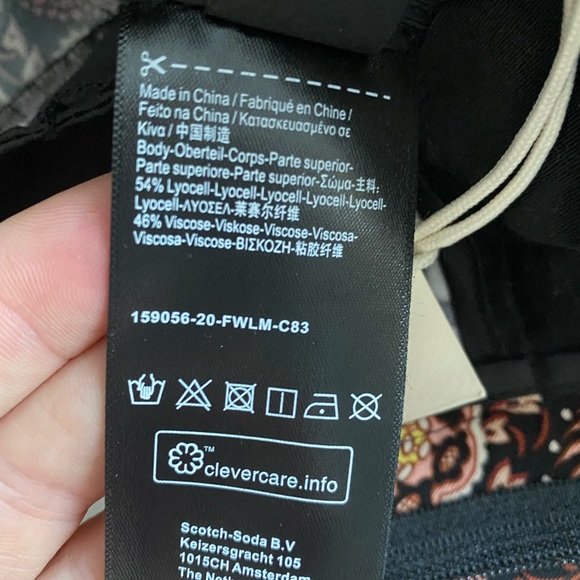 Made in China / Fabriqué en Chine /
Feito na China / Κατασκευασμένο σε
Κίνα / 中国制造
Body-Oberteil-Corps-Parte superior-
Parte superiore-Parte superior-Σώμα-主料:
54% Lyocell-Lyocell-Lyocell-Lyocell-Lyocell-
Lyocell-ΛΥΟΣΕΛ-莱赛尔纤维
46% Viscose-Viskose-Viscose-Viscosa-
Viscosa-Viscose-ΒΙΣΚΟΖΗ-粘胶纤维
159056-20-FWLM-C83
™
clevercare.info
Scotch-Soda B.V
Keizersgracht 105
1015CH Amsterdam
The Netherlands